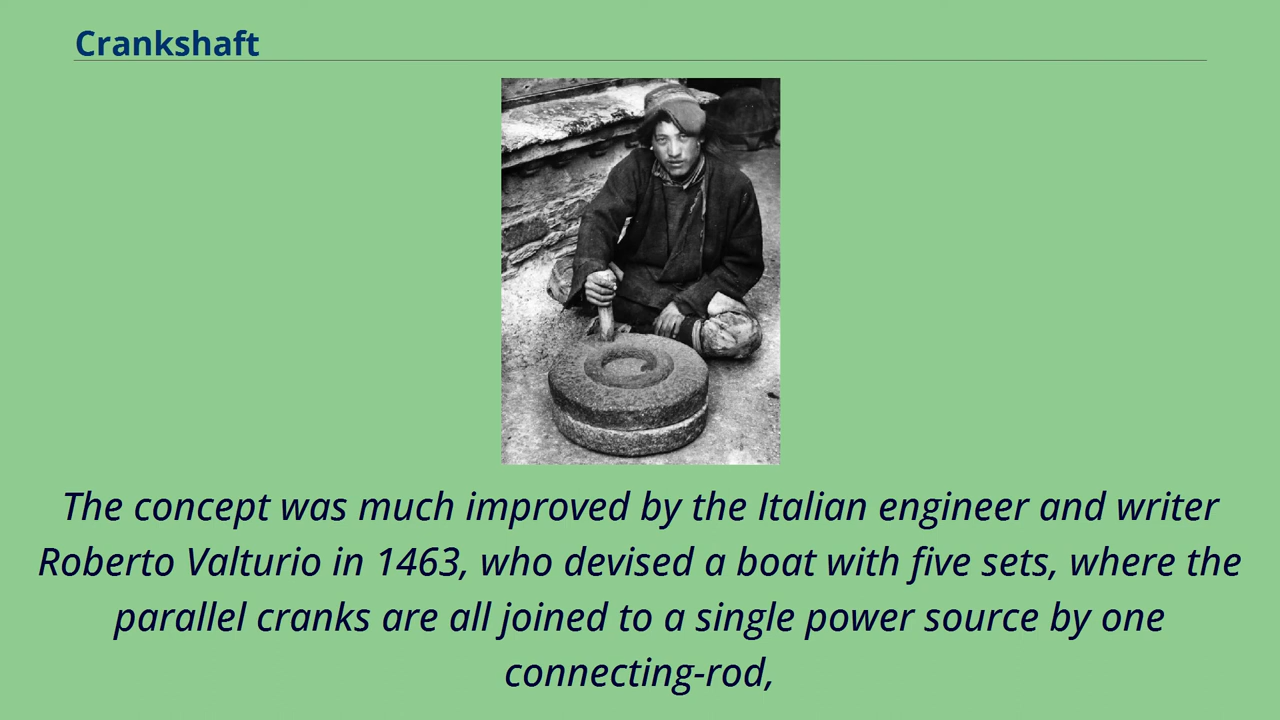 Crankshaft
The concept was much improved by the Italian engineer and writer
Roberto Valturio in 1463, who devised a boat with five sets, where the
parallel cranks are all joined to a single power source by one
connecting-rod,